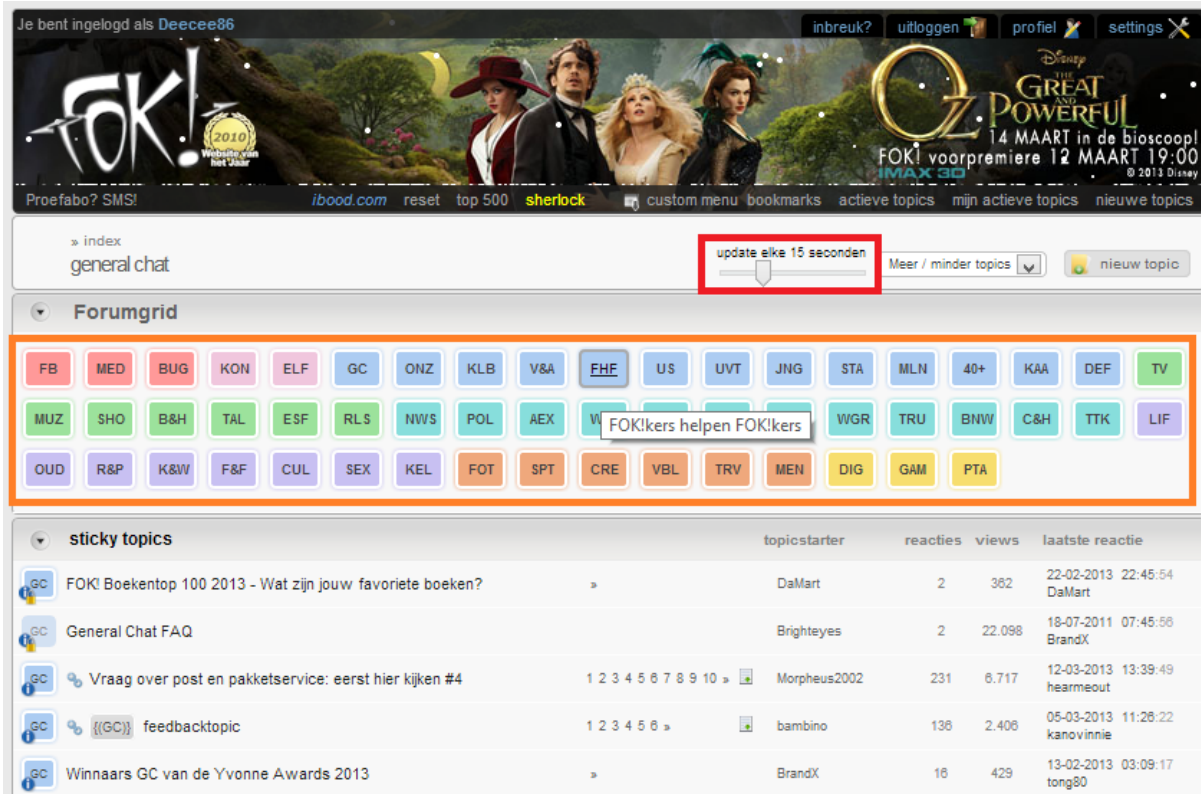 Je bent ingelogd als Deecee86
inbreuk? uitloggen profiel settings
FOK!
2010
Website van
het Jaar
Disney
Oz
THE
GREAT
AND
POWERFUL
14 MAART in de bioscoop!
FOK! voorpremiere 12 MAART 19:00
IMAX 3D
© 2013 Disney
Proefabo? SMS! ibood.com reset top 500 sherlock custom menu bookmarks actieve topics mijn actieve topics nieuwe topics
» index
general chat
update elke 15 seconden
Meer / minder topics
nieuw topic
Forumgrid
FB MED BUG KON ELF GC ONZ KLB V&A FHF US UVT JNG STA MLN 40+ KAA DEF TV
MUZ SHO B&H TAL ESF RLS NWS POL AEX WGR TRU BNW C&H TTK LIF
FOK!kers helpen FOK!kers
OUD R&P K&W F&F CUL SEX KEL FOT SPT CRE VBL TRV MEN DIG GAM PTA
sticky topics topicstarter reacties views laatste reactie
GC FOK! Boekentop 100 2013 - Wat zijn jouw favoriete boeken? » DaMart 2 362 22-02-2013 22:45:54
DaMart
GC General Chat FAQ Brighteyes 2 22.098 18-07-2011 07:45:56
BrandX
GC Vraag over post en pakketservice: eerst hier kijken #4 1 2 3 4 5 6 7 8 9 10 » Morpheus2002 231 6.717 12-03-2013 13:39:49
hearmeout
GC {(GC)} feedbacktopic 1 2 3 4 5 6 » bambino 136 2.406 05-03-2013 11:26:22
kanovinnie
GC Winnaars GC van de Yvonne Awards 2013 » BrandX 16 429 13-02-2013 03:09:17
tong80